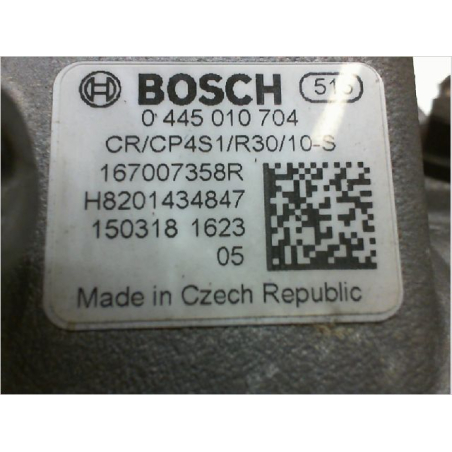 BOSCH
0 445 010 704
CR/CP4S1/R30/10-S
167007358R
H8201434847
150318 1623
05
Made in Czech Republic